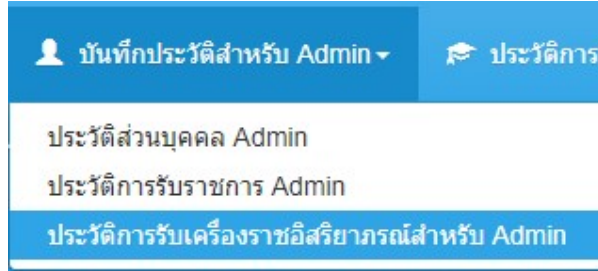 บันทึกประวัติสำหรับ Admin ประวัติการ
ประวัติส่วนบุคคล Admin
ประวัติการรับราชการ Admin
ประวัติการรับเครื่องราชอิสริยาภรณ์สำหรับ Admin